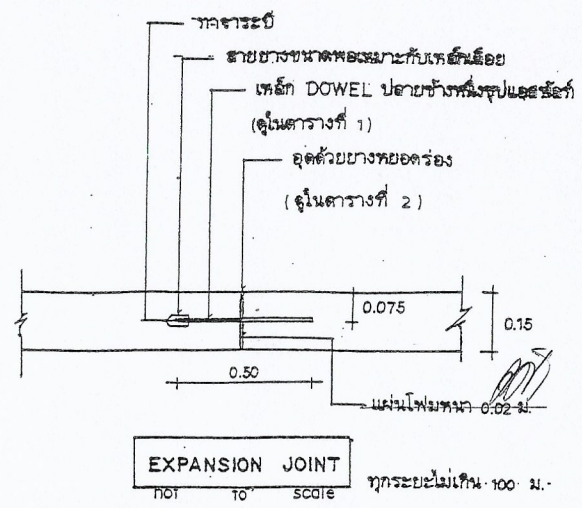 ทาจาระบี
สายยางขนาดพอเหมาะกับเหล็กเดือย
เหล็ก DOWEL ปลายข้างหนึ่งชุปแอสฟัลท์
(ดูในตารางที่ 1)
อุดด้วยยางหยอดร่อง
(ดูในตารางที่ 2)
0.075
0.15
0.50
แผ่นโฟมหนา 0.02 ม.
EXPANSION JOINT
not to scale
ทุกระยะไม่เกิน 100 ม.-